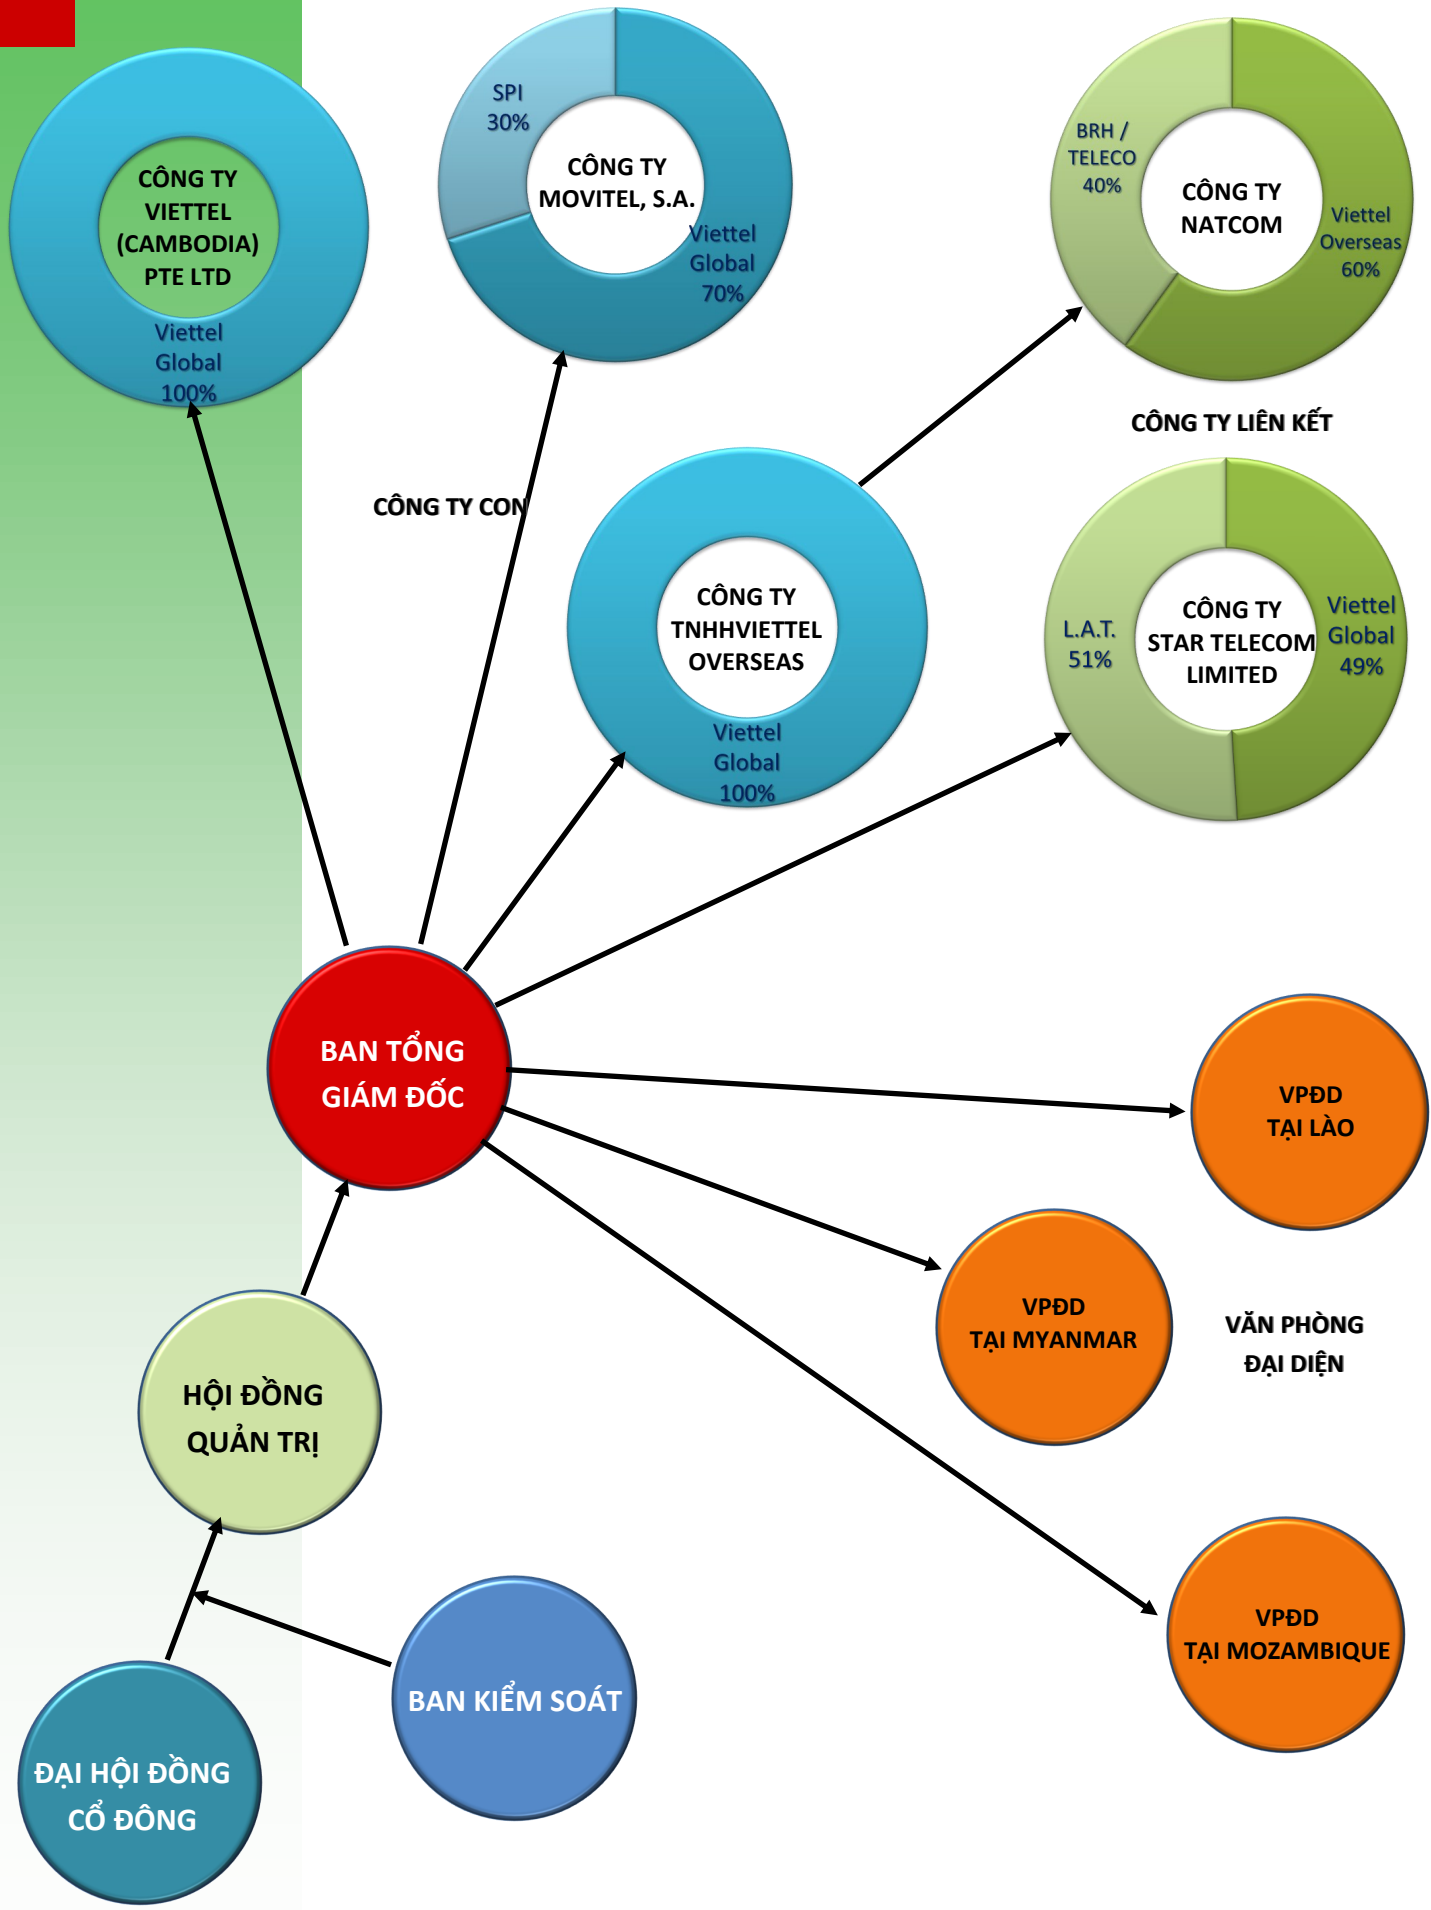 CÔNG TY
VIETTEL
(CAMBODIA)
PTE LTD
Viettel
Global
100%
SPI
30%
CÔNG TY
MOVITEL, S.A.
Viettel
Global
70%
BRH /
TELECO
40%
CÔNG TY
NATCOM
Viettel
Overseas
60%
CÔNG TY LIÊN KẾT
CÔNG TY CON
CÔNG TY
TNHHVIETTEL
OVERSEAS
Viettel
Global
100%
L.A.T.
51%
CÔNG TY
STAR TELECOM
LIMITED
Viettel
Global
49%
BAN TỔNG
GIÁM ĐỐC
VPĐD
TẠI LÀO
VPĐD
TẠI MYANMAR
VĂN PHÒNG
ĐẠI DIỆN
HỘI ĐỒNG
QUẢN TRỊ
VPĐD
TẠI MOZAMBIQUE
BAN KIỂM SOÁT
ĐẠI HỘI ĐỒNG
CỔ ĐÔNG